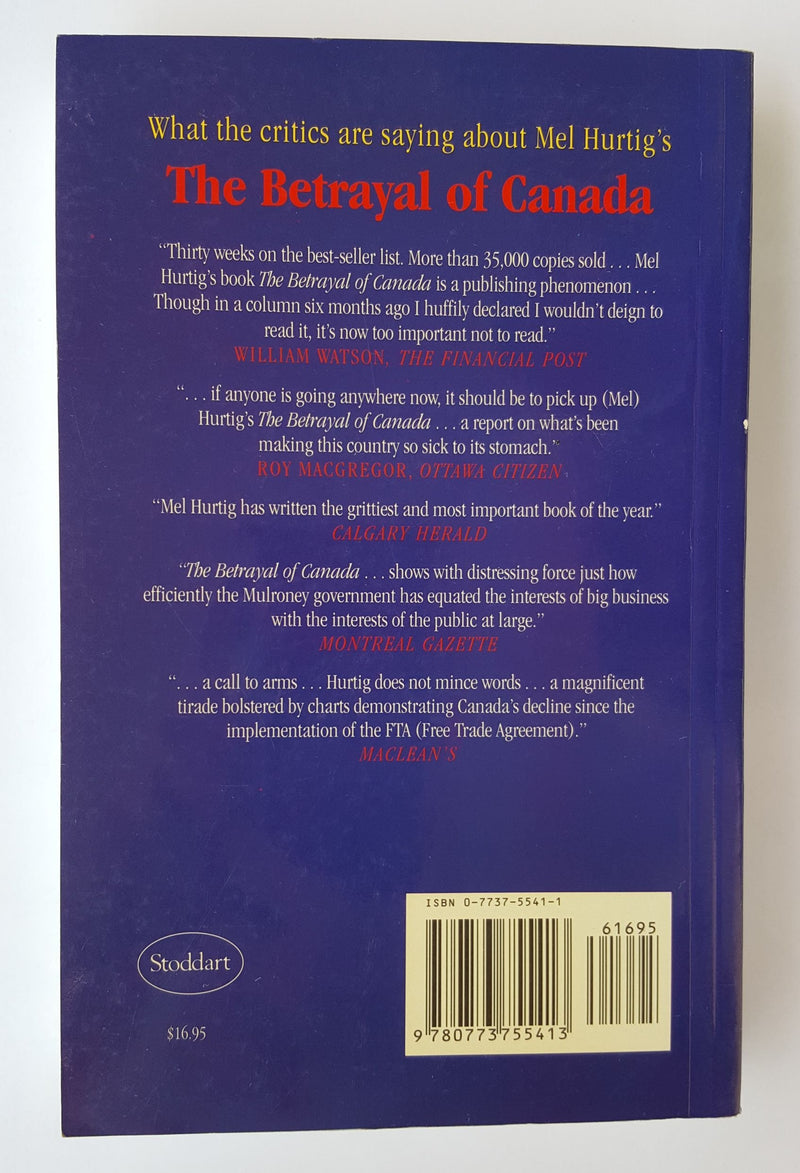 What the critics are saying about Mel Hurtig's
The Betrayal of Canada
“Thirty weeks on the best-seller list. More than 35,000 copies sold . . . Mel
Hurtig's book The Betrayal of Canada is a publishing phenomenon . . .
Though in a column six months ago I huffily declared I wouldn't deign to
read it, it's now too important not to read.”
WILLIAM WATSON, THE FINANCIAL POST
“. . . if anyone is going anywhere now, it should be to pick up (Mel)
Hurtig's The Betrayal of Canada . . . a report on what's been
making this country so sick to its stomach.”
ROY MACGREGOR, OTTAWA CITIZEN
“Mel Hurtig has written the grittiest and most important book of the year.”
CALGARY HERALD
“The Betrayal of Canada . . . shows with distressing force just how
efficiently the Mulroney government has equated the interests of big business
with the interests of the public at large.”
MONTREAL GAZETTE
“. . . a call to arms . . . Hurtig does not mince words . . . a magnificent
tirade bolstered by charts demonstrating Canada's decline since the
implementation of the FTA (Free Trade Agreement).”
MACLEAN'S
ISBN 0-7737-5541-1
61695
9 780773 755413
Stoddart
$16.95